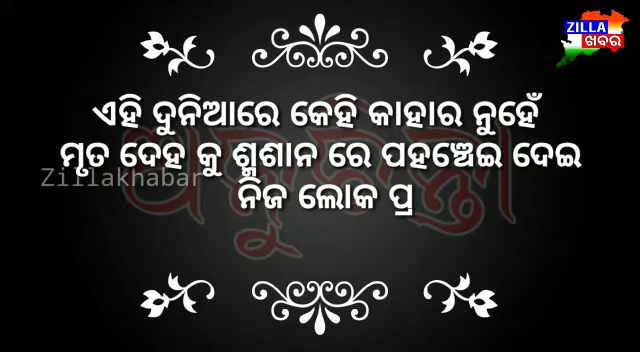 ZILLA
ଖବର
ଏହି ଦୁନିଆରେ କେହି କାହାର ନୁହେଁ
ମୃତ ଦେହ କୁ ଶ୍ମଶାନ ରେ ପହଞ୍ଚେଇ ଦେଇ
Zillakhabar
ନିଜ ଲୋକ ପ୍ର